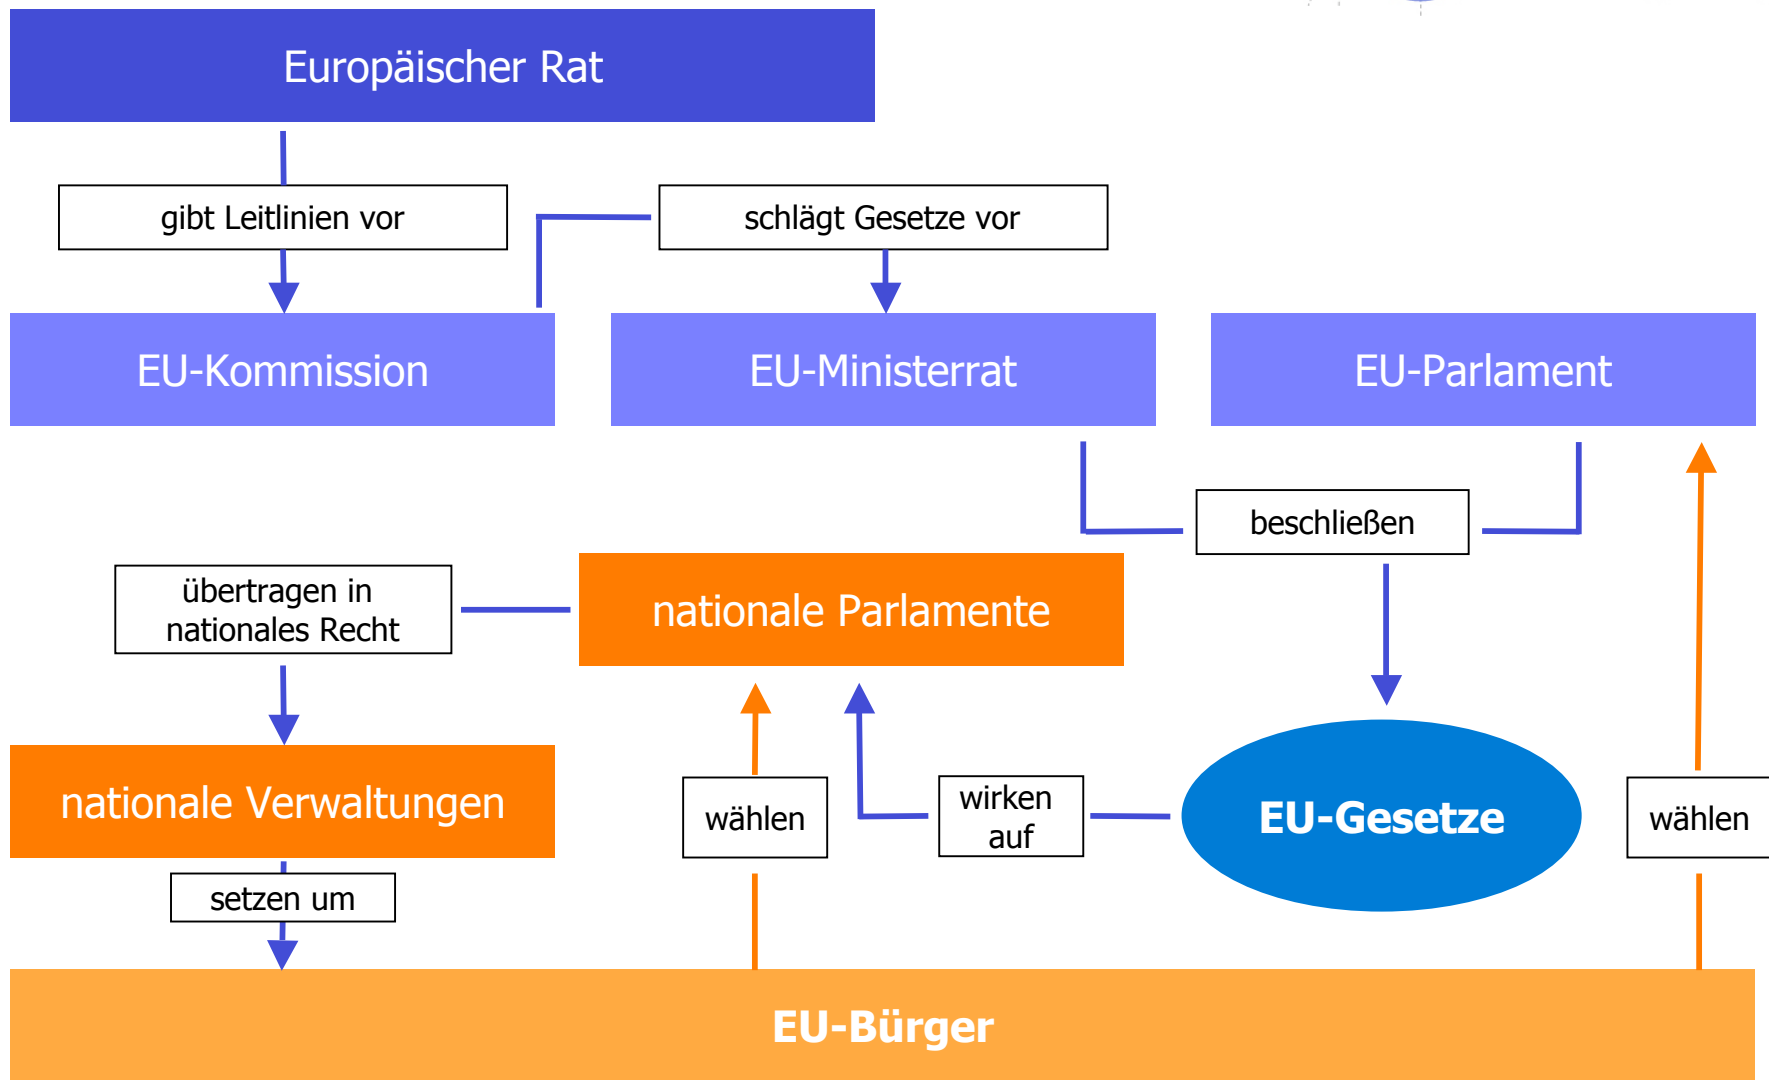 Europäischer Rat
gibt Leitlinien vor
schlägt Gesetze vor
EU-Kommission
EU-Ministerrat
EU-Parlament
beschließen
übertragen in
nationales Recht
nationale Parlamente
nationale Verwaltungen
wählen
wirken
auf
EU-Gesetze
wählen
setzen um
EU-Bürger